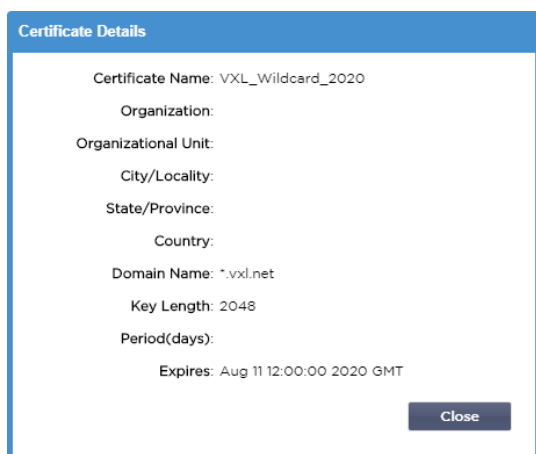 Certificate Details
Certificate Name: VXL_Wildcard_2020
Organization:
Organizational Unit:
City/Locality:
State/Province:
Country:
Domain Name: *.vxl.net
Key Length: 2048
Period(days):
Expires: Aug 11 12:00:00 2020 GMT
Close